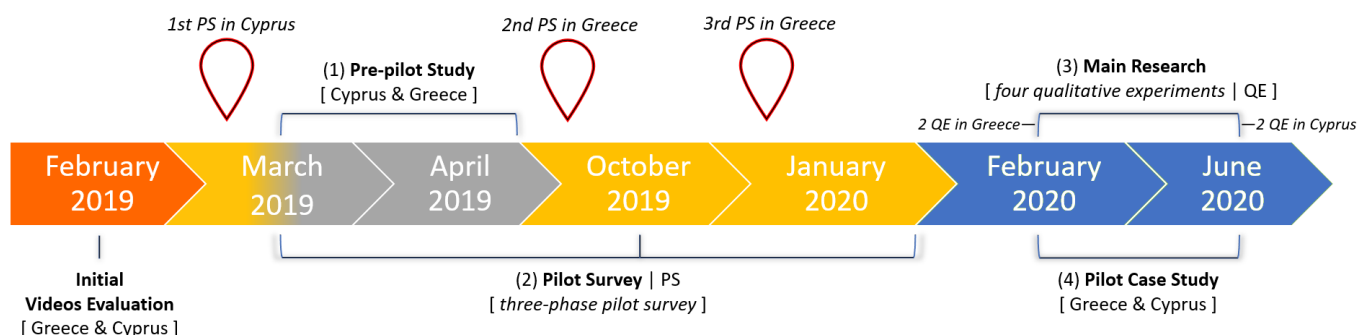 1st PS in Cyprus
2nd PS in Greece
3rd PS in Greece
(1) Pre-pilot Study
[ Cyprus & Greece ]
(3) Main Research
[ four qualitative experiments | QE ]
2 QE in Greece
2 QE in Cyprus
February
2019
March
2019
April
2019
October
2019
January
2020
February
2020
June
2020
Initial
Videos Evaluation
[ Greece & Cyprus ]
(2) Pilot Survey | PS
[ three-phase pilot survey ]
(4) Pilot Case Study
[ Greece & Cyprus ]